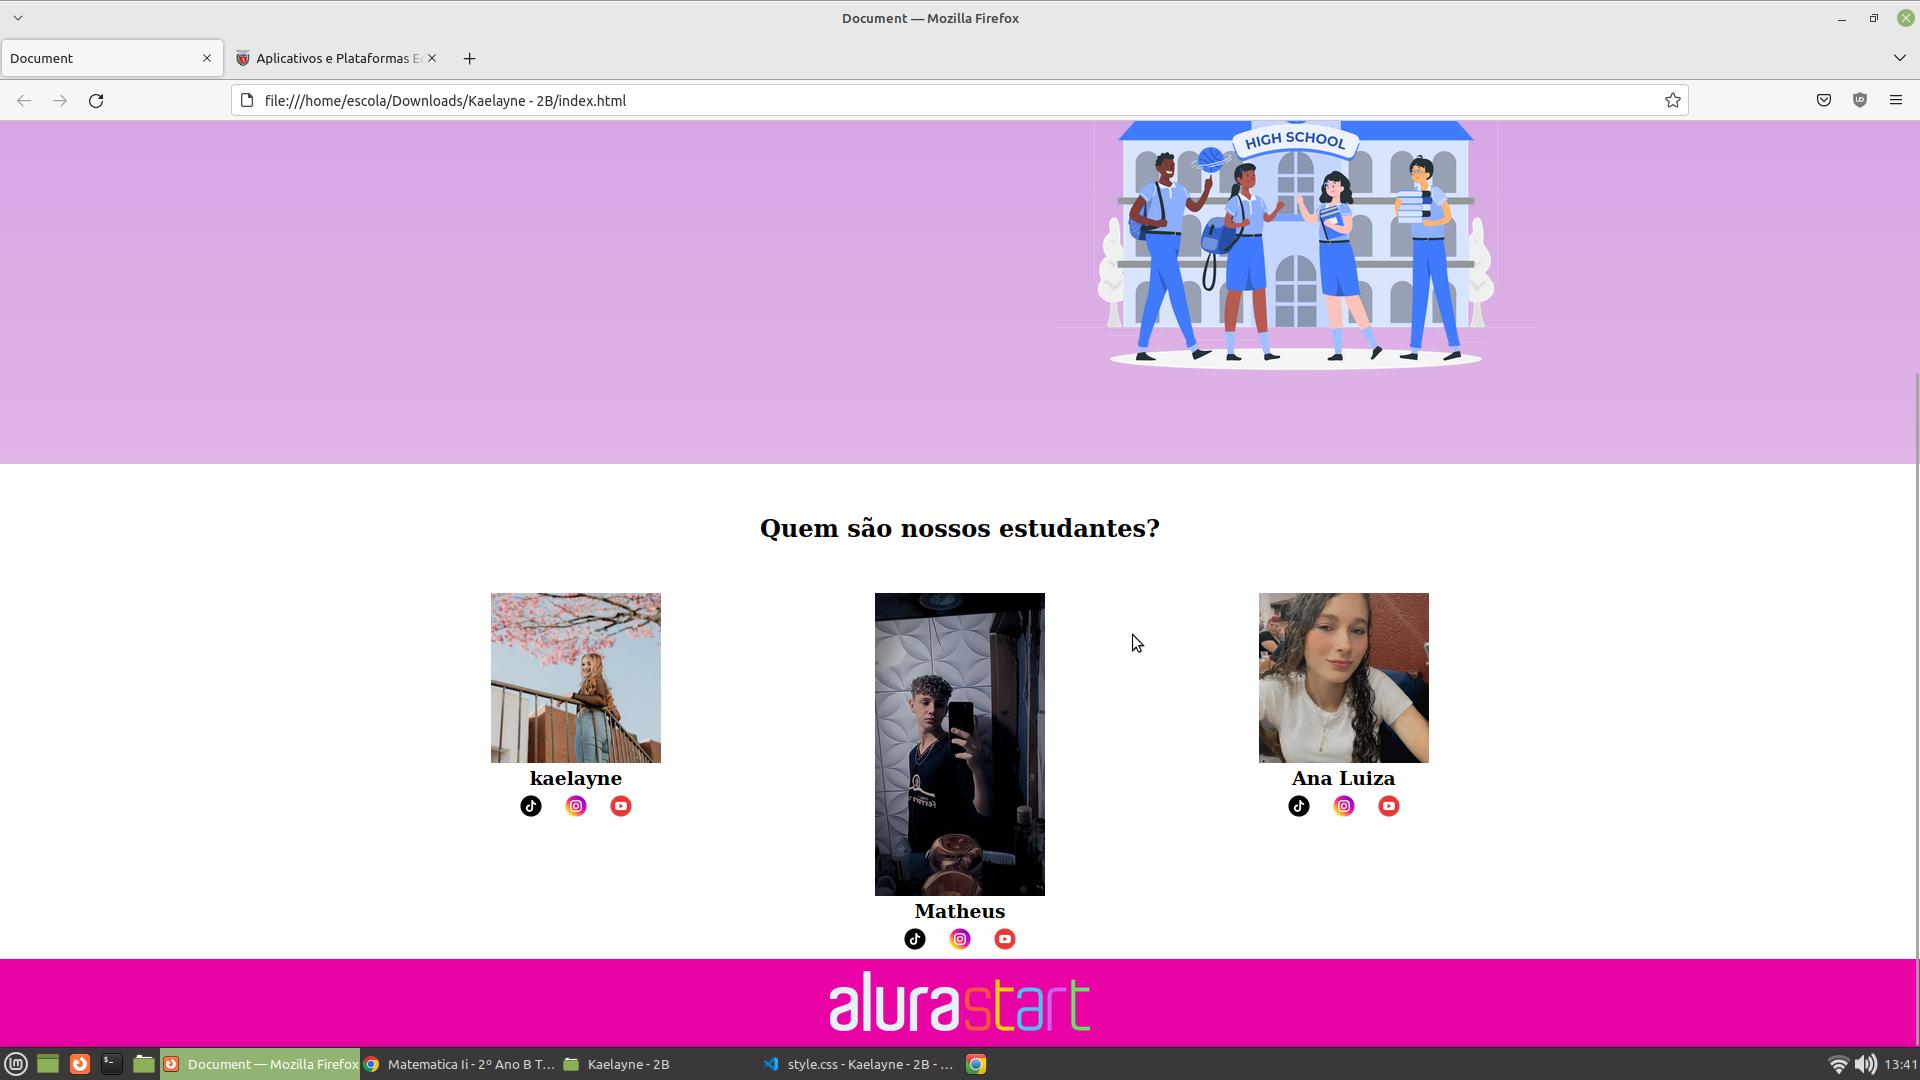 Document — Mozilla Firefox
Document
Aplicativos e Plataformas E
file:///home/escola/Downloads/Kaelayne - 2B/index.html
HIGH SCHOOL
Quem são nossos estudantes?
kaelayne
Matheus
Ana Luiza
alurastart
Document — Mozilla Firefox
Matematica Ii - 2º Ano B T...
Kaelayne - 2B
style.css - Kaelayne - 2B - ...
13:41